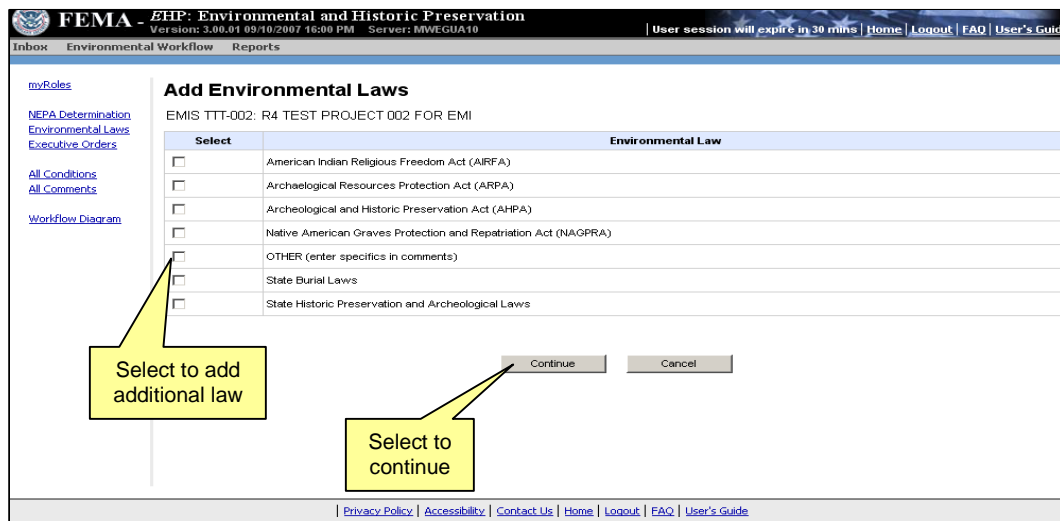 FEMA - EHP: Environmental and Historic Preservation
Version: 3.00.01 09/10/2007 16:00 PM Server: MWEGUA10
| User session will expire in 30 mins | Home | Logout | FAQ | User's Guid
Inbox Environmental Workflow Reports
myRoles
NEPA Determination
Environmental Laws
Executive Orders
All Conditions
All Comments
Workflow Diagram
Add Environmental Laws
EMIS TTT-002: R4 TEST PROJECT 002 FOR EMI
Select Environmental Law
American Indian Religious Freedom Act (AIRFA)
Archaelogical Resources Protection Act (ARPA)
Archeological and Historic Preservation Act (AHPA)
Native American Graves Protection and Repatriation Act (NAGPRA)
OTHER (enter specifics in comments)
State Burial Laws
State Historic Preservation and Archeological Laws
Continue Cancel
Select to add
additional law
Select to
continue
| Privacy Policy | Accessibility | Contact Us | Home | Logout | FAQ | User's Guide